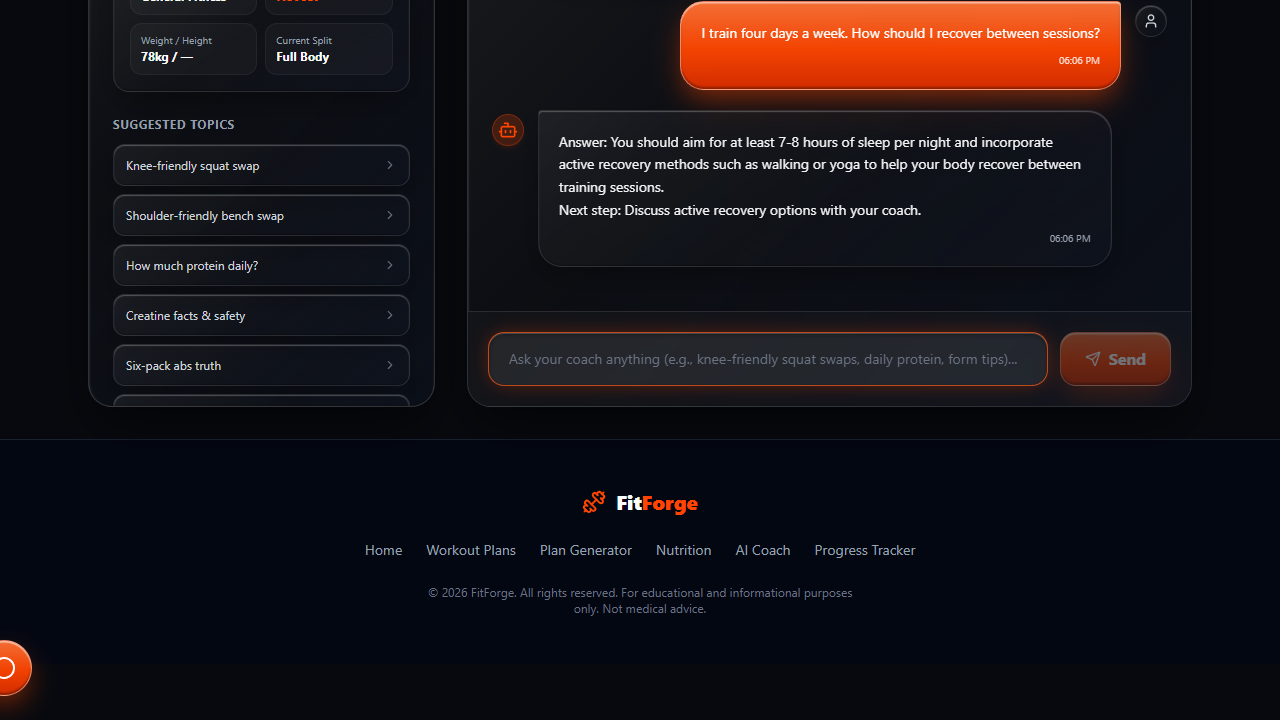 Weight / Height
78kg / —
Current Split
Full Body
SUGGESTED TOPICS
Knee-friendly squat swap
Shoulder-friendly bench swap
How much protein daily?
Creatine facts & safety
Six-pack abs truth
I train four days a week. How should I recover between sessions?
06:06 PM
Answer: You should aim for at least 7-8 hours of sleep per night and incorporate
active recovery methods such as walking or yoga to help your body recover between
training sessions.
Next step: Discuss active recovery options with your coach.
06:06 PM
Ask your coach anything (e.g., knee-friendly squat swaps, daily protein, form tips)...
Send
FitForge
Home
Workout Plans
Plan Generator
Nutrition
AI Coach
Progress Tracker
© 2026 FitForge. All rights reserved. For educational and informational purposes
only. Not medical advice.